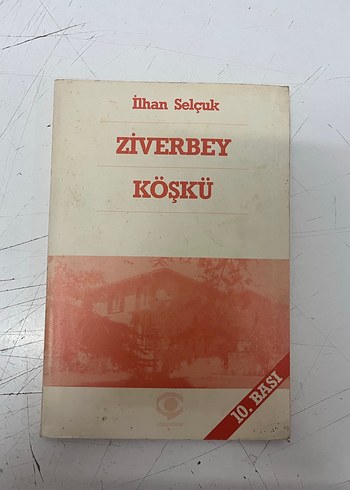 İlhan Selçuk
ZİVERBEY
KÖŞKÜ
10. BASI